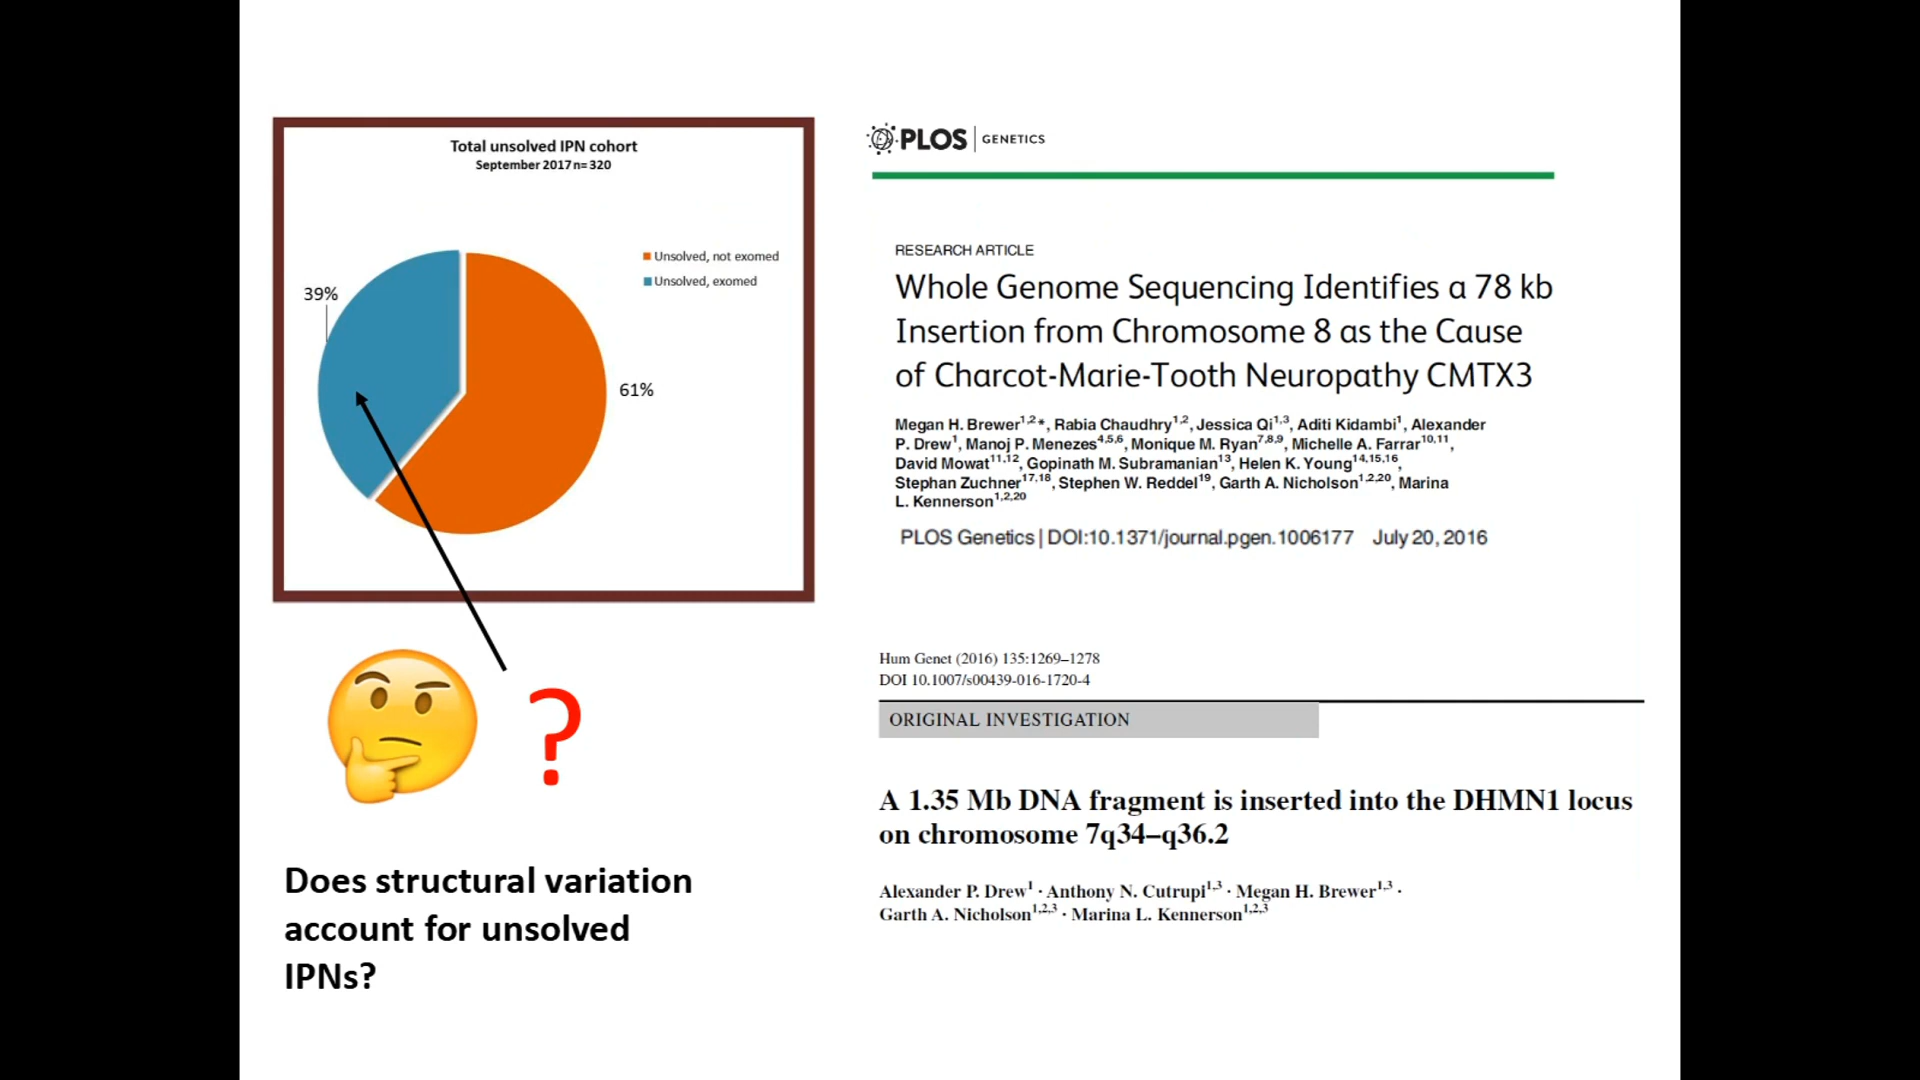 Total unsolved IPN cohort
September 2017 n= 320
Unsolved, not exomed
Unsolved, exomed
39%
61%
?
Does structural variation
account for unsolved
IPNs?
PLOS GENETICS
RESEARCH ARTICLE
Whole Genome Sequencing Identifies a 78 kb
Insertion from Chromosome 8 as the Cause
of Charcot-Marie-Tooth Neuropathy CMTX3
Megan H. Brewer1,2*, Rabia Chaudhry1,2, Jessica Qi1,3, Aditi Kidambi1, Alexander
P. Drew1, Manoj P. Menezes4,5,6, Monique M. Ryan7,8,9, Michelle A. Farrar10,11,
David Mowat11,12, Gopinath M. Subramanian13, Helen K. Young14,15,16,
Stephan Zuchner17,18, Stephen W. Reddel19, Garth A. Nicholson1,2,20, Marina
L. Kennerson1,2,20
PLOS Genetics | DOI:10.1371/journal.pgen.1006177 July 20, 2016
Hum Genet (2016) 135:1269–1278
DOI 10.1007/s00439-016-1720-4
ORIGINAL INVESTIGATION
A 1.35 Mb DNA fragment is inserted into the DHMN1 locus
on chromosome 7q34–q36.2
Alexander P. Drew1 · Anthony N. Cutrupi1,3 · Megan H. Brewer1,3 ·
Garth A. Nicholson1,2,3 · Marina L. Kennerson1,2,3